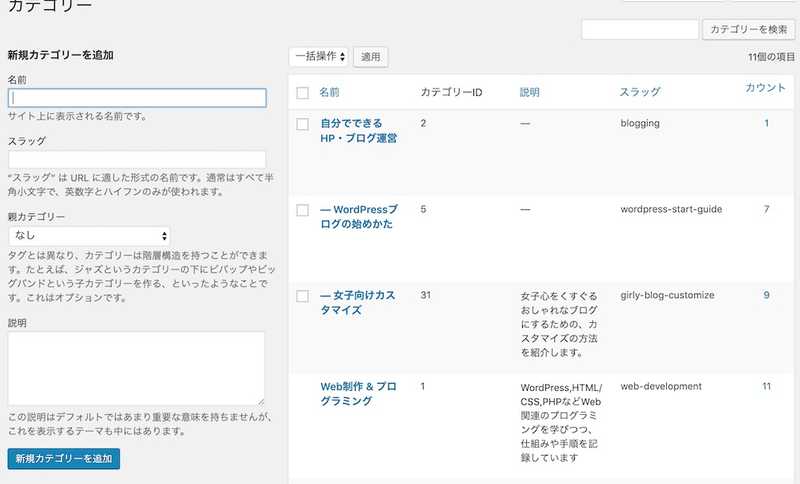 カテゴリー
カテゴリーを検索
新規カテゴリーを追加
一括操作
適用
11個の項目
名前
サイト上に表示される名前です。
スラッグ
"スラッグ" は URL に適した形式の名前です。通常はすべて半
角小文字で、英数字とハイフンのみが使われます。
親カテゴリー
なし
タグとは異なり、カテゴリーは階層構造を持つことができま
す。たとえば、ジャズというカテゴリーの下にビバップやビッ
グバンドという子カテゴリーを作る、といったようなことで
す。これはオプションです。
説明
この説明はデフォルトではあまり重要な意味を持ちませんが、
これを表示するテーマも中にはあります。
新規カテゴリーを追加
名前 カテゴリーID 説明 スラッグ カウント
自分でできる 2 — blogging 1
HP・ブログ運営
— WordPressブ 5 — wordpress-start-guide 7
ログの始めかた
— 女子向けカス 31 女子心をくすぐる girly-blog-customize 9
タマイズ おしゃれなブログ
にするための、カ
スタマイズの方法
を紹介します。
Web制作 & プロ 1 WordPress,HTML/ web-development 11
グラミング CSS,PHPなどWeb
関連のプログラミ
ングを学びつつ、
仕組みや手順を記
録しています